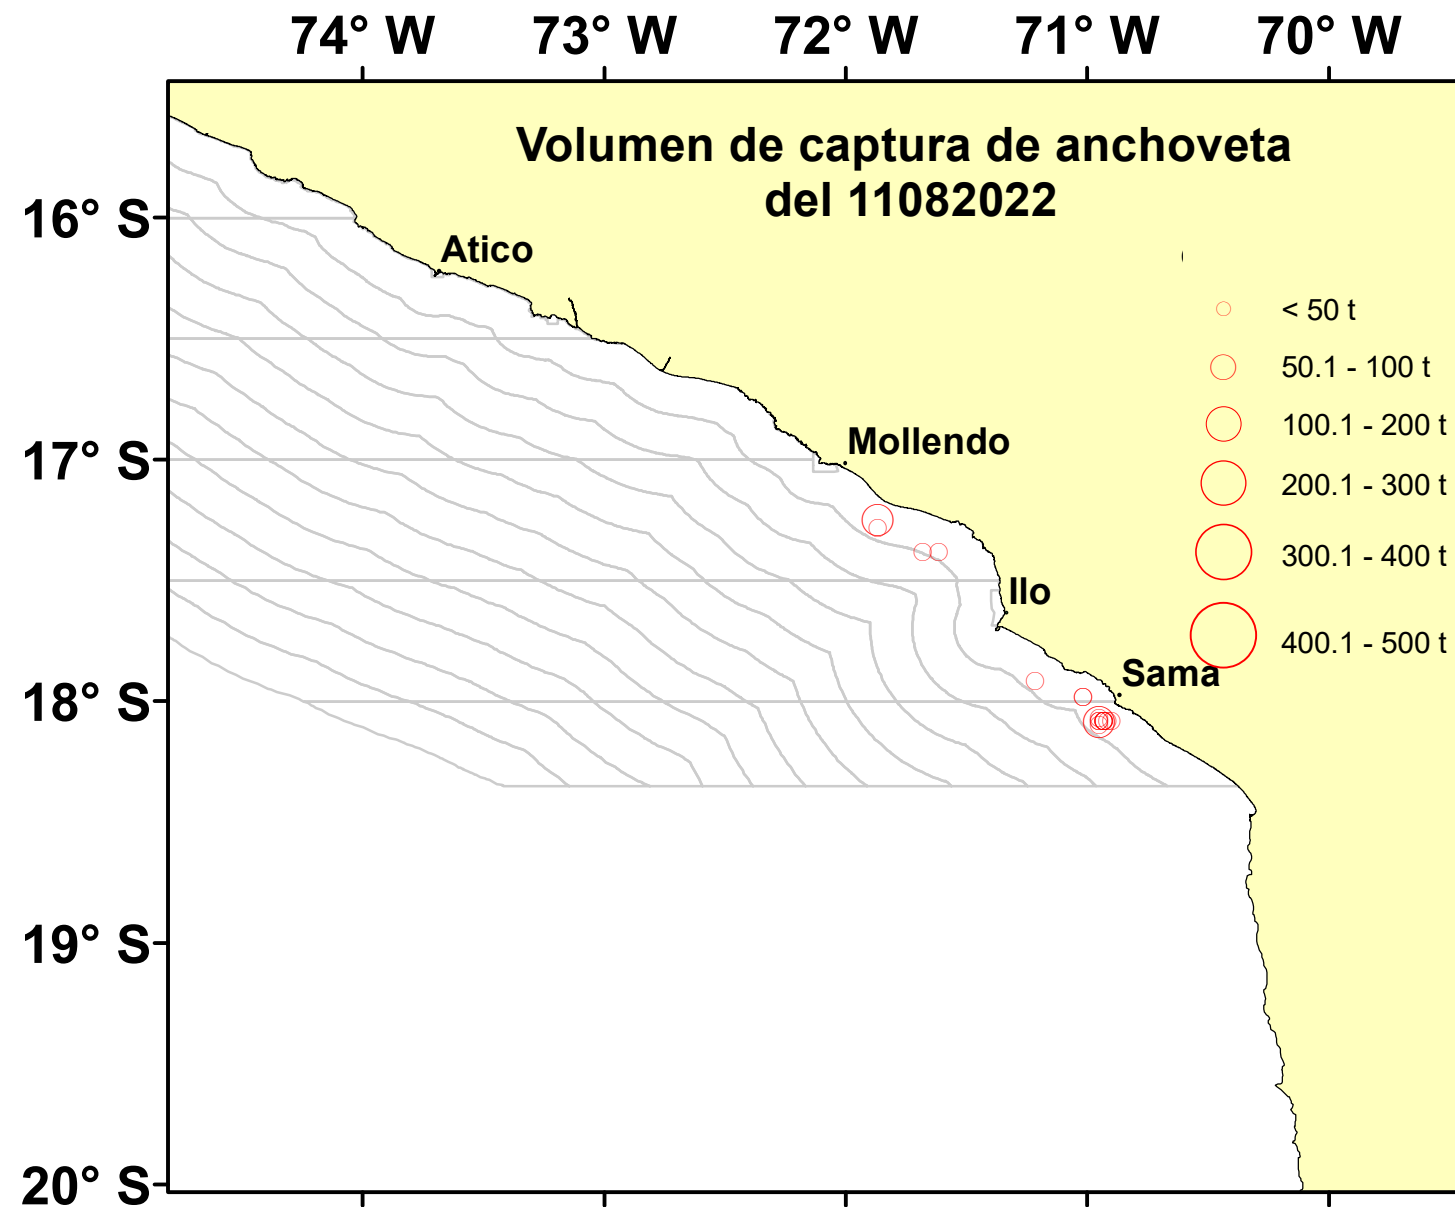 74° W 73° W 72° W 71° W 70° W
Volumen de captura de anchoveta
del 11082022
16° S
Atico
< 50 t
50.1 - 100 t
100.1 - 200 t
17° S
Mollendo
200.1 - 300 t
300.1 - 400 t
Ilo
400.1 - 500 t
Sama
18° S
19° S
20° S